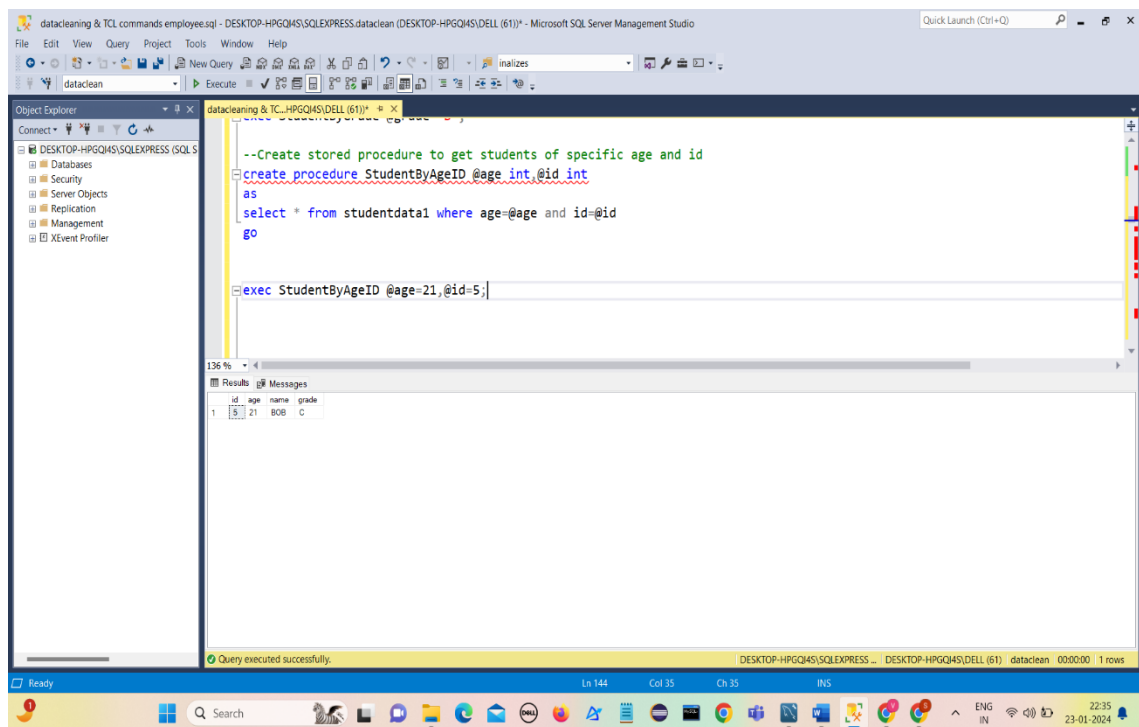 datacleaning & TCL commands employee.sql - DESKTOP-HPGQI4S\SQLEXPRESS.dataclean (DESKTOP-HPGQI4S\DELL (61))* - Microsoft SQL Server Management Studio
Quick Launch (Ctrl+Q)
File Edit View Query Project Tools Window Help
New Query
inalizes
dataclean
Execute
Object Explorer
datacleaning & TC...HPGQI4S\DELL (61))*
Connect
DESKTOP-HPGQI4S\SQLEXPRESS (SQL S
Databases
Security
Server Objects
Replication
Management
XEvent Profiler
--Create stored procedure to get students of specific age and id
create procedure StudentByAgeID @age int,@id int
as
select * from studentdata1 where age=@age and id=@id
go
exec StudentByAgeID @age=21,@id=5;
136 %
Results Messages
id age name grade
1 5 21 BOB C
Query executed successfully.
DESKTOP-HPGQI4S\SQLEXPRESS ... DESKTOP-HPGQI4S\DELL (61) dataclean 00:00:00 1 rows
Ready Ln 144 Col 35 Ch 35 INS
Search
ENG
IN
22:35
23-01-2024